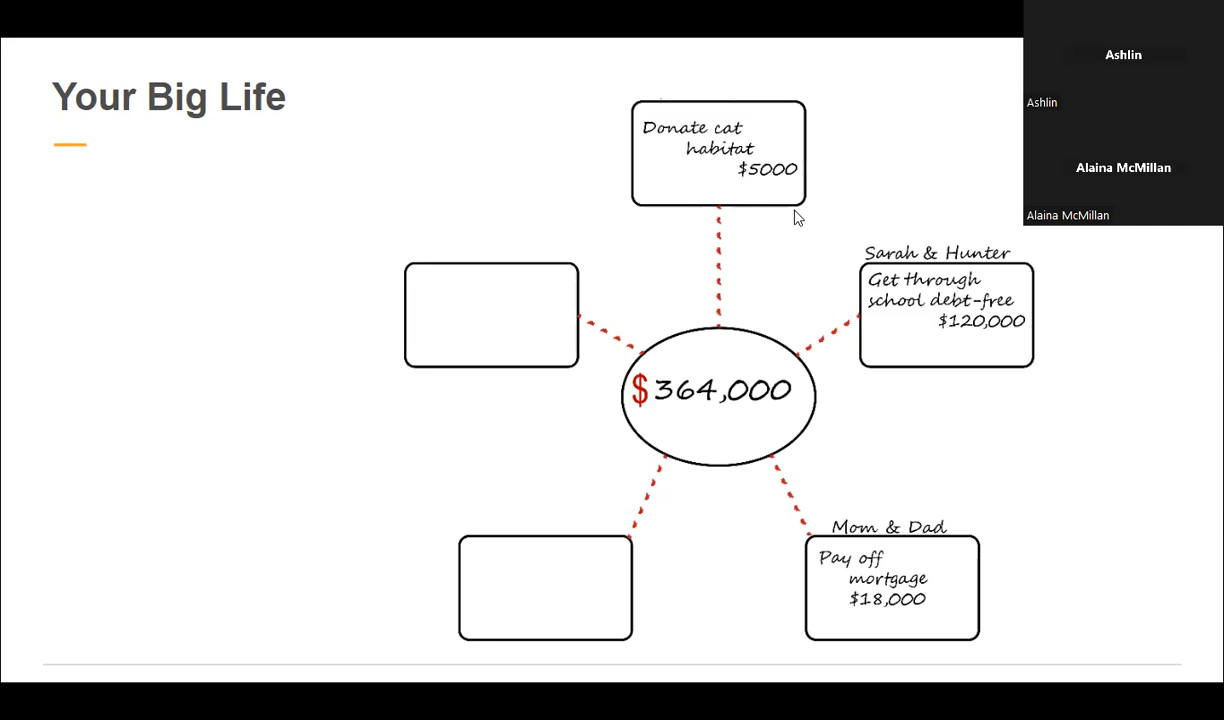 Your Big Life
Donate cat
habitat
$5000
Sarah & Hunter
Get through
school debt-free
$120,000
$364,000
Mom & Dad
Pay off
mortgage
$18,000
Ashlin
Ashlin
Alaina McMillan
Alaina McMillan